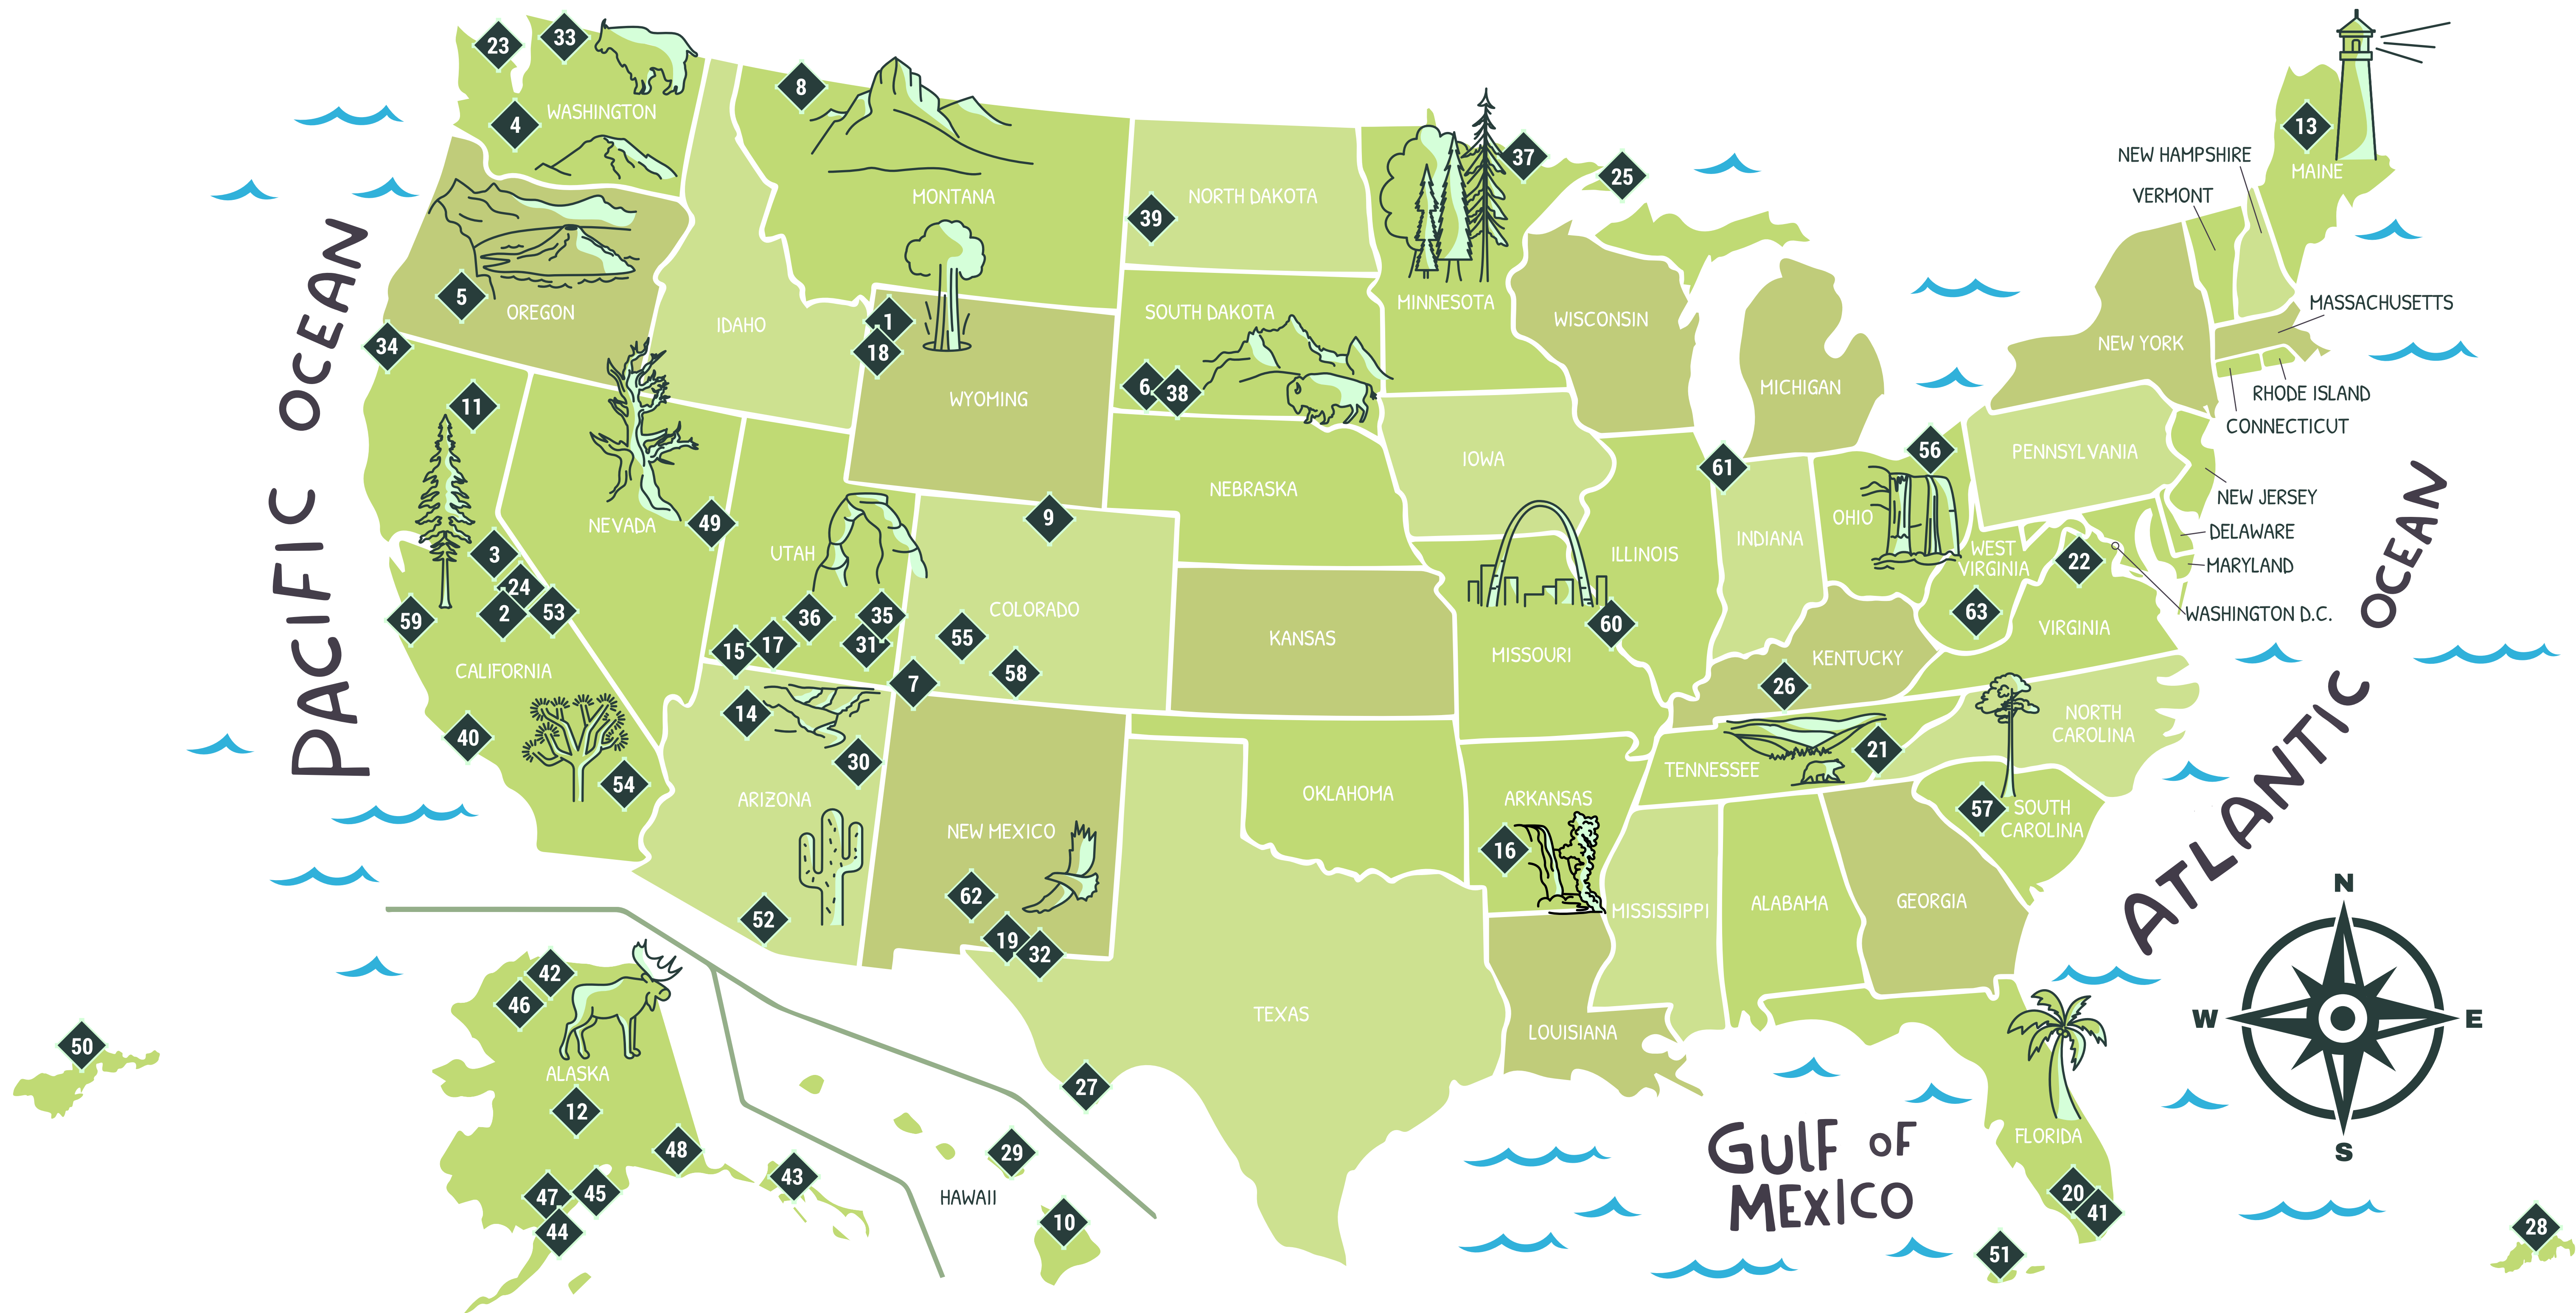 23
33
WASHINGTON
4
8
MONTANA
NORTH DAKOTA
39
37
25
MINNESOTA
13
MAINE
NEW HAMPSHIRE
VERMONT
MASSACHUSETTS
RHODE ISLAND
CONNECTICUT
NEW YORK
PACIFIC OCEAN
5
OREGON
34
IDAHO
1
18
WYOMING
SOUTH DAKOTA
6
38
WISCONSIN
MICHIGAN
11
NEVADA
49
UTAH
9
NEBRASKA
IOWA
61
ILLINOIS
INDIANA
OHIO
56
PENNSYLVANIA
NEW JERSEY
DELAWARE
MARYLAND
WASHINGTON D.C.
WEST
VIRGINIA
22
63
VIRGINIA
3
24
2
53
59
CALIFORNIA
40
54
36
35
31
15
17
COLORADO
55
58
7
KANSAS
MISSOURI
60
KENTUCKY
26
14
30
ARIZONA
52
NEW MEXICO
62
19
32
OKLAHOMA
ARKANSAS
16
TENNESSEE
21
NORTH
CAROLINA
57
SOUTH
CAROLINA
ATLANTIC OCEAN
MISSISSIPPI
ALABAMA
GEORGIA
TEXAS
27
LOUISIANA
N
W
E
S
50
42
46
ALASKA
12
48
47
45
44
43
29
HAWAII
10
GULF OF
MEXICO
FLORIDA
20
41
51
28